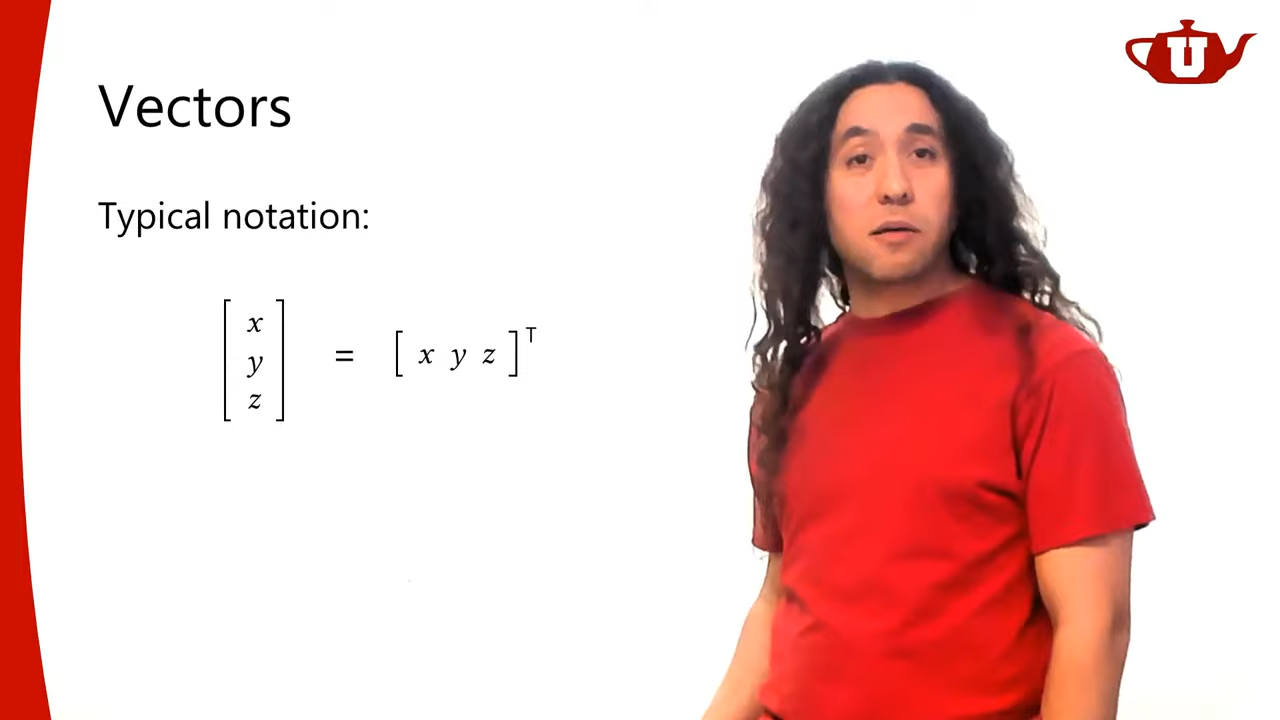 Vectors
Typical notation:
[ x
y
z ] = [ x y z ]ᵀ
U